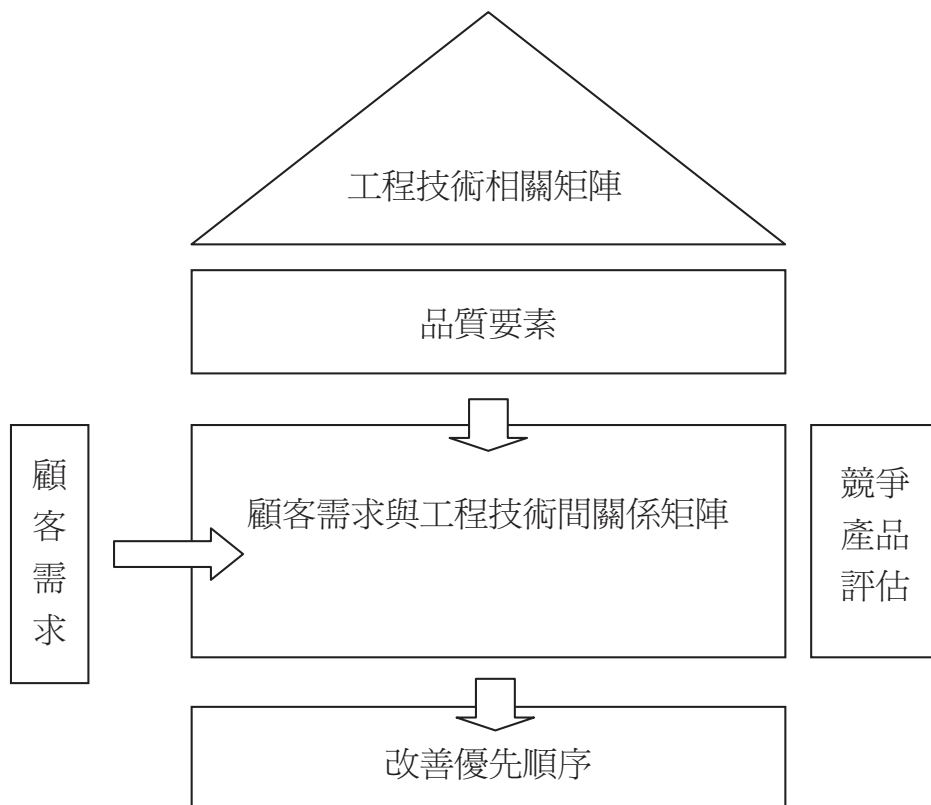 工程技術相關矩陣
品質要素
顧客需求
顧客需求與工程技術間關係矩陣
競爭
產品
評估
改善優先順序